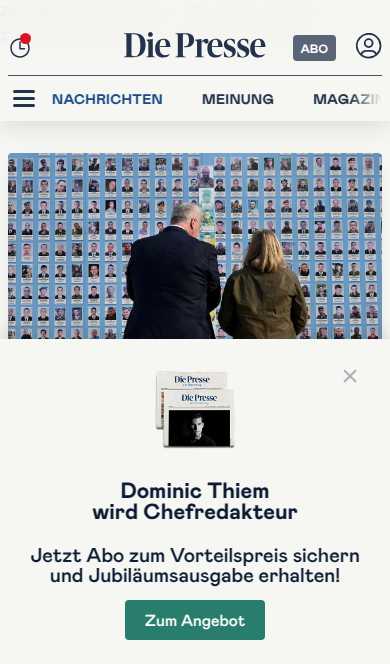 Die Presse
ABO
NACHRICHTEN MEINUNG MAGAZIN
Die Presse
Die Presse
Dominic Thiem
wird Chefredakteur
Jetzt Abo zum Vorteilspreis sichern
und Jubiläumsausgabe erhalten!
Zum Angebot